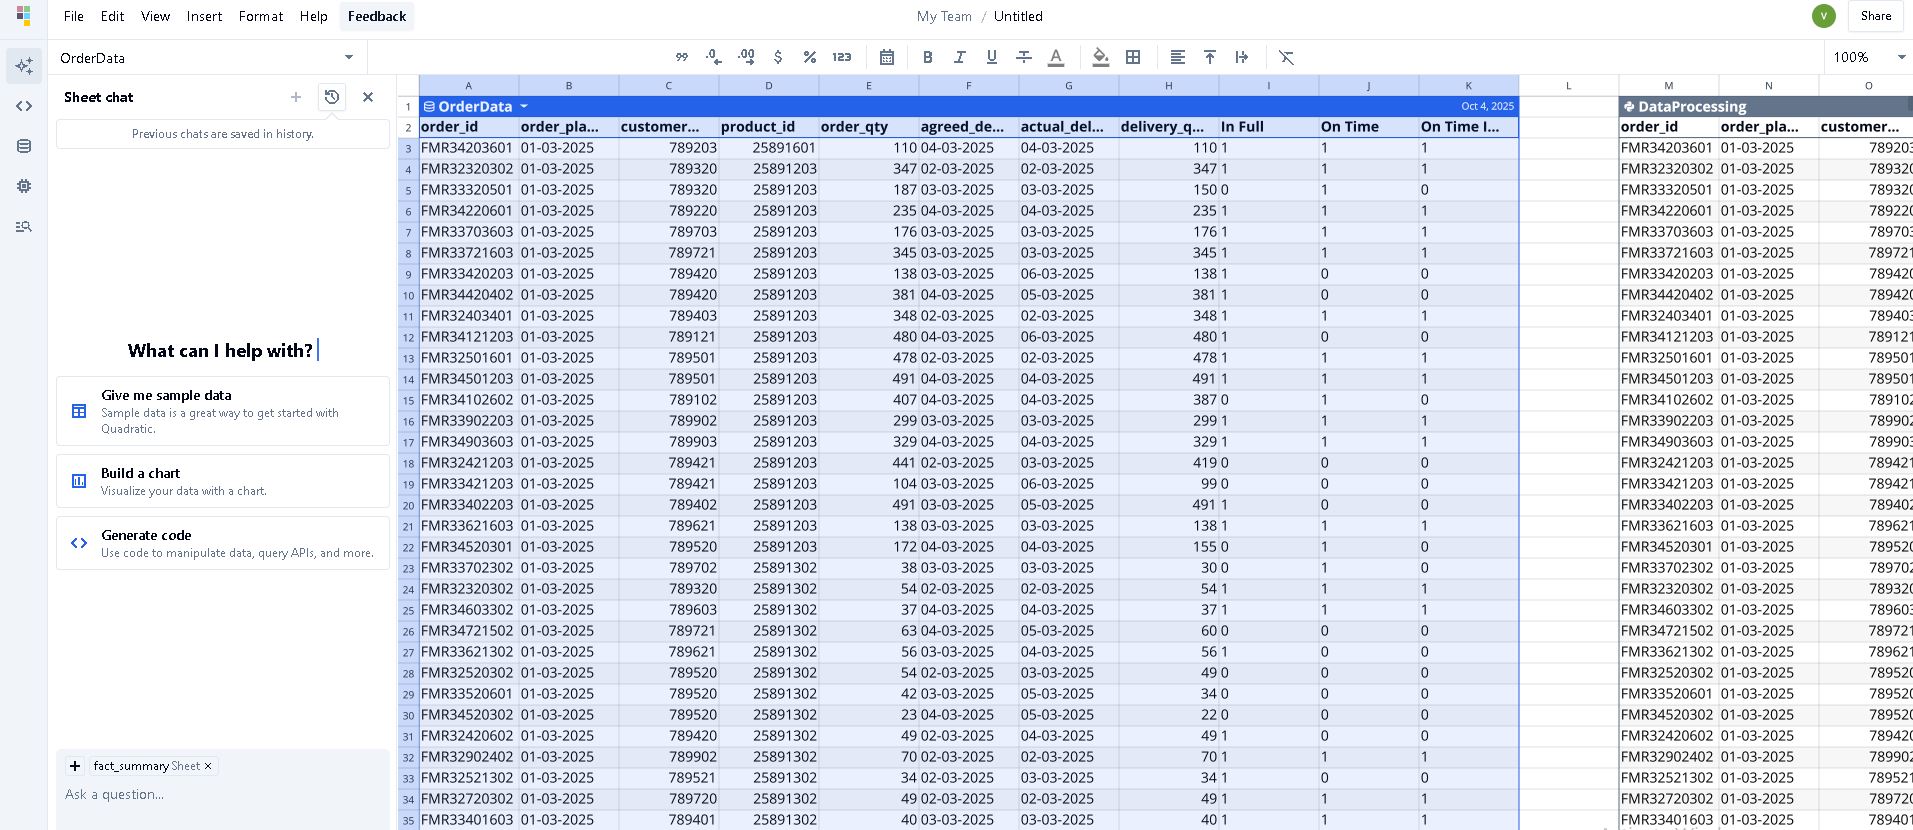 File Edit View Insert Format Help Feedback
My Team / Untitled
V Share
OrderData
99 .0 .00 $ % 123 B I U A
100%
Sheet chat
Previous chats are saved in history.
What can I help with?
Give me sample data
Sample data is a great way to get started with
Quadratic.
Build a chart
Visualize your data with a chart.
Generate code
Use code to manipulate data, query APIs, and more.
fact_summary Sheet ×
Ask a question...
A B C D E F G H I J K L M N O
1 OrderData Oct 4, 2025 DataProcessing
2 order_id order_pla... customer... product_id order_qty agreed_de... actual_del... delivery_q... In Full On Time On Time I... order_id order_pla... customer...
3 FMR34203601 01-03-2025 789203 25891601 110 04-03-2025 04-03-2025 110 1 1 1 FMR34203601 01-03-2025 789203
4 FMR32320302 01-03-2025 789320 25891203 347 02-03-2025 02-03-2025 347 1 1 1 FMR32320302 01-03-2025 789320
5 FMR33320501 01-03-2025 789320 25891203 187 03-03-2025 03-03-2025 150 0 1 0 FMR33320501 01-03-2025 789320
6 FMR34220601 01-03-2025 789220 25891203 235 04-03-2025 04-03-2025 235 1 1 1 FMR34220601 01-03-2025 789220
7 FMR33703603 01-03-2025 789703 25891203 176 03-03-2025 03-03-2025 176 1 1 1 FMR33703603 01-03-2025 789703
8 FMR33721603 01-03-2025 789721 25891203 345 03-03-2025 03-03-2025 345 1 1 1 FMR33721603 01-03-2025 789721
9 FMR33420203 01-03-2025 789420 25891203 138 03-03-2025 06-03-2025 138 1 0 0 FMR33420203 01-03-2025 789420
10 FMR34420402 01-03-2025 789420 25891203 381 04-03-2025 05-03-2025 381 1 0 0 FMR34420402 01-03-2025 789420
11 FMR32403401 01-03-2025 789403 25891203 348 02-03-2025 02-03-2025 348 1 1 1 FMR32403401 01-03-2025 789403
12 FMR34121203 01-03-2025 789121 25891203 480 04-03-2025 06-03-2025 480 1 0 0 FMR34121203 01-03-2025 789121
13 FMR32501601 01-03-2025 789501 25891203 478 02-03-2025 02-03-2025 478 1 1 1 FMR32501601 01-03-2025 789501
14 FMR34501203 01-03-2025 789501 25891203 491 04-03-2025 04-03-2025 491 1 1 1 FMR34501203 01-03-2025 789501
15 FMR34102602 01-03-2025 789102 25891203 407 04-03-2025 04-03-2025 387 0 1 0 FMR34102602 01-03-2025 789102
16 FMR33902203 01-03-2025 789902 25891203 299 03-03-2025 03-03-2025 299 1 1 1 FMR33902203 01-03-2025 789902
17 FMR34903603 01-03-2025 789903 25891203 329 04-03-2025 04-03-2025 329 1 1 1 FMR34903603 01-03-2025 789903
18 FMR32421203 01-03-2025 789421 25891203 441 02-03-2025 03-03-2025 419 0 0 0 FMR32421203 01-03-2025 789421
19 FMR33421203 01-03-2025 789421 25891203 104 03-03-2025 06-03-2025 99 0 0 0 FMR33421203 01-03-2025 789421
20 FMR33402203 01-03-2025 789402 25891203 491 03-03-2025 05-03-2025 491 1 0 0 FMR33402203 01-03-2025 789402
21 FMR33621603 01-03-2025 789621 25891203 138 03-03-2025 03-03-2025 138 1 1 1 FMR33621603 01-03-2025 789621
22 FMR34520301 01-03-2025 789520 25891203 172 04-03-2025 04-03-2025 155 0 1 0 FMR34520301 01-03-2025 789520
23 FMR33702302 01-03-2025 789702 25891302 38 03-03-2025 03-03-2025 30 0 1 0 FMR33702302 01-03-2025 789702
24 FMR32320302 01-03-2025 789320 25891302 54 02-03-2025 02-03-2025 54 1 1 1 FMR32320302 01-03-2025 789320
25 FMR34603302 01-03-2025 789603 25891302 37 04-03-2025 04-03-2025 37 1 1 1 FMR34603302 01-03-2025 789603
26 FMR34721502 01-03-2025 789721 25891302 63 04-03-2025 05-03-2025 60 0 0 0 FMR34721502 01-03-2025 789721
27 FMR33621302 01-03-2025 789621 25891302 56 03-03-2025 04-03-2025 56 1 0 0 FMR33621302 01-03-2025 789621
28 FMR32520302 01-03-2025 789520 25891302 54 02-03-2025 03-03-2025 49 0 0 0 FMR32520302 01-03-2025 789520
29 FMR33520601 01-03-2025 789520 25891302 42 03-03-2025 05-03-2025 34 0 0 0 FMR33520601 01-03-2025 789520
30 FMR34520302 01-03-2025 789520 25891302 23 04-03-2025 05-03-2025 22 0 0 0 FMR34520302 01-03-2025 789520
31 FMR32420602 01-03-2025 789420 25891302 49 02-03-2025 04-03-2025 49 1 0 0 FMR32420602 01-03-2025 789420
32 FMR32902402 01-03-2025 789902 25891302 70 02-03-2025 02-03-2025 70 1 1 1 FMR32902402 01-03-2025 789902
33 FMR32521302 01-03-2025 789521 25891302 34 02-03-2025 03-03-2025 34 1 0 0 FMR32521302 01-03-2025 789521
34 FMR32720302 01-03-2025 789720 25891302 49 02-03-2025 02-03-2025 49 1 1 1 FMR32720302 01-03-2025 789720
35 FMR33401603 01-03-2025 789401 25891302 40 03-03-2025 03-03-2025 40 1 1 1 FMR33401603 01-03-2025 789401